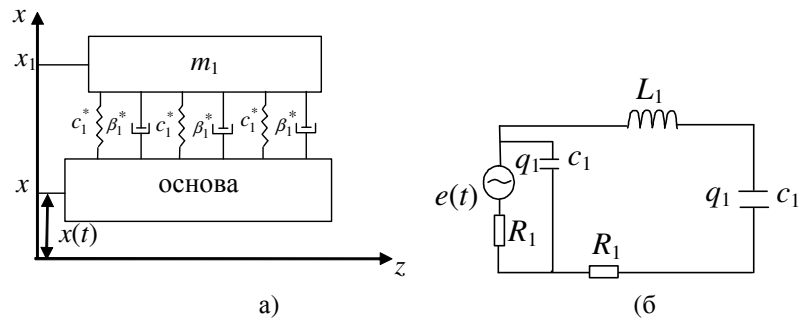 x
x₁
m₁
c₁* β₁* c₁* β₁* c₁* β₁*
x
основа
x(t)
z
а)
L₁
q₁ c₁
e(t)
q₁ c₁
R₁
R₁
(б